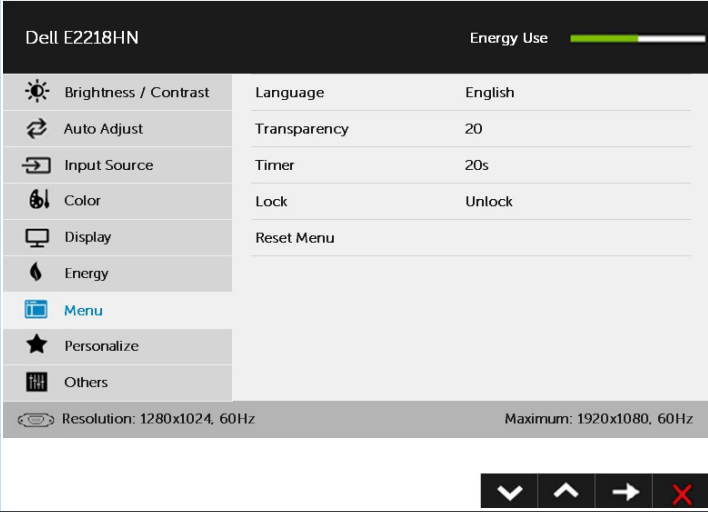 Dell E2218HN
Energy Use
Brightness / Contrast
Language English
Auto Adjust
Transparency 20
Input Source
Timer 20s
Color
Lock Unlock
Display
Reset Menu
Energy
Menu
Personalize
Others
Resolution: 1280x1024, 60Hz Maximum: 1920x1080, 60Hz